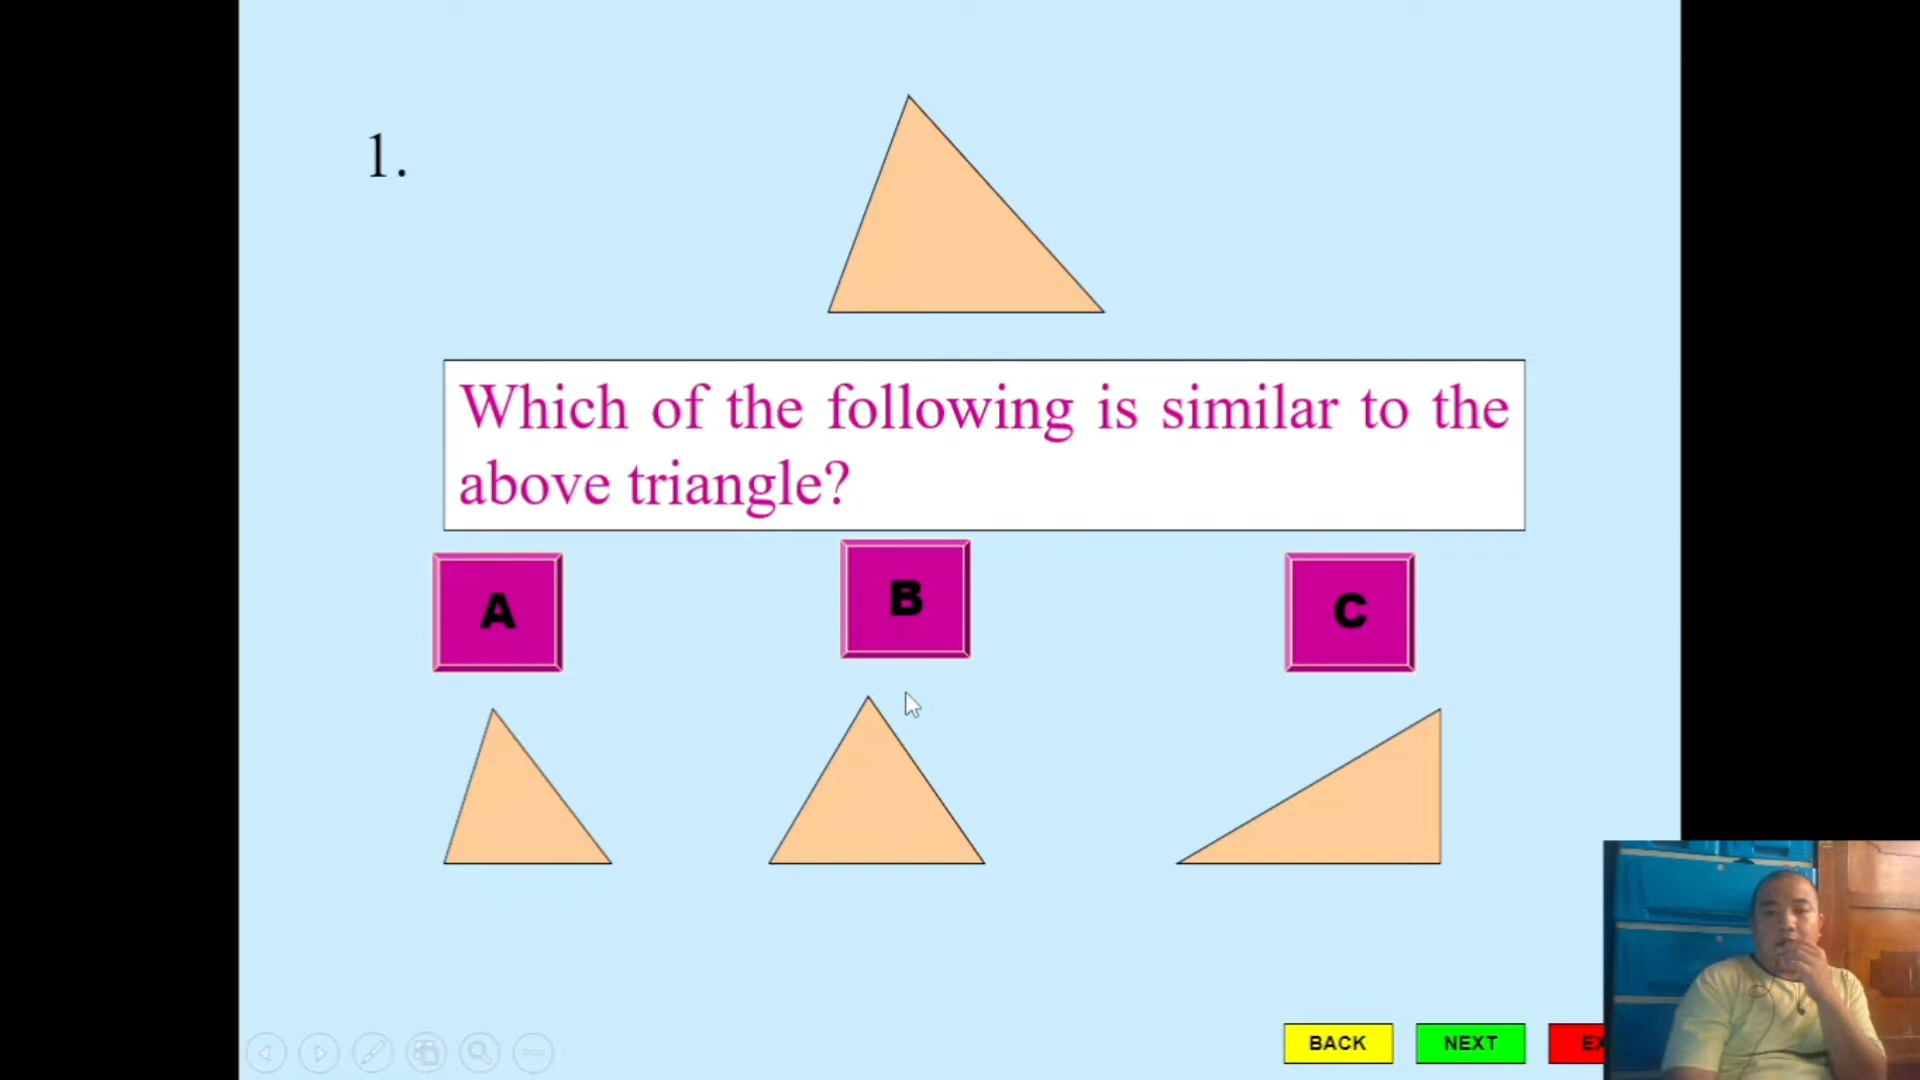 1.
Which of the following is similar to the
above triangle?
A
B
C
BACK
NEXT